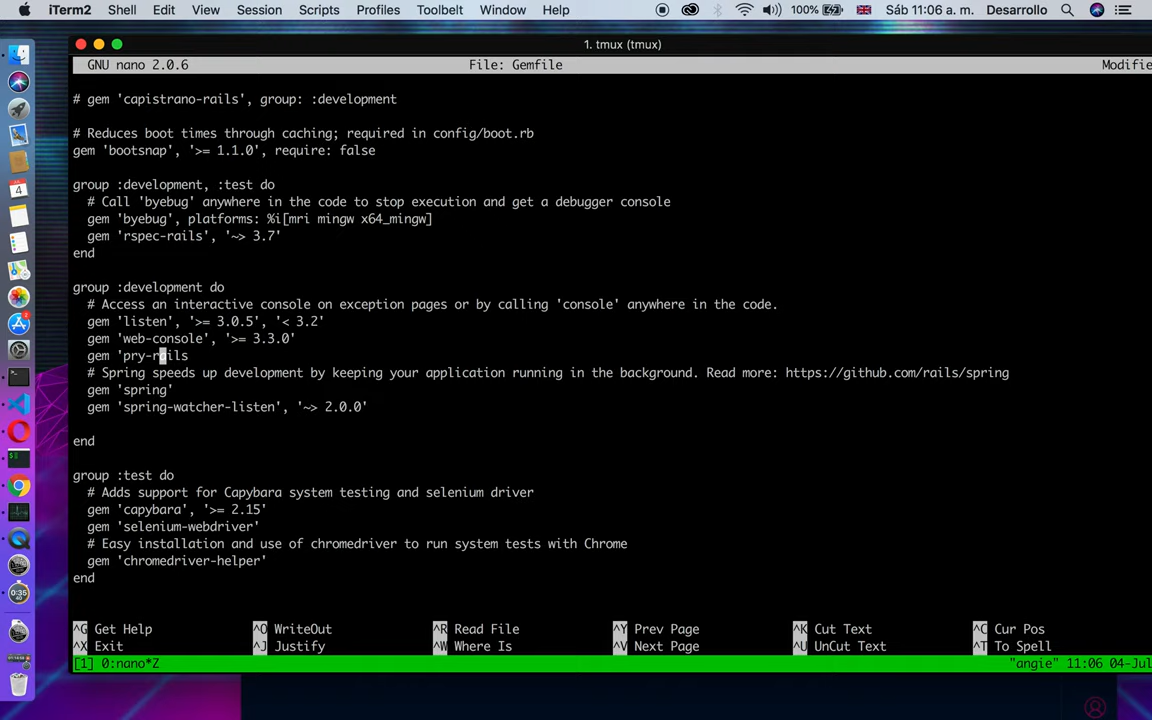 iTerm2 Shell Edit View Session Scripts Profiles Toolbelt Window Help 100% Sáb 11:06 a. m. Desarrollo
1. tmux (tmux)
GNU nano 2.0.6 File: Gemfile Modifie
# gem 'capistrano-rails', group: :development
# Reduces boot times through caching; required in config/boot.rb
gem 'bootsnap', '>= 1.1.0', require: false
group :development, :test do
# Call 'byebug' anywhere in the code to stop execution and get a debugger console
gem 'byebug', platforms: %i[mri mingw x64_mingw]
gem 'rspec-rails', '~> 3.7'
end
group :development do
# Access an interactive console on exception pages or by calling 'console' anywhere in the code.
gem 'listen', '>= 3.0.5', '< 3.2'
gem 'web-console', '>= 3.3.0'
gem 'pry-rails
# Spring speeds up development by keeping your application running in the background. Read more: https://github.com/rails/spring
gem 'spring'
gem 'spring-watcher-listen', '~> 2.0.0'
end
group :test do
# Adds support for Capybara system testing and selenium driver
gem 'capybara', '>= 2.15'
gem 'selenium-webdriver'
# Easy installation and use of chromedriver to run system tests with Chrome
gem 'chromedriver-helper'
end
^G Get Help ^O WriteOut ^R Read File ^Y Prev Page ^K Cut Text ^C Cur Pos
^X Exit ^J Justify ^W Where Is ^V Next Page ^U UnCut Text ^T To Spell
[1] 0:nano*Z "angie" 11:06 04-Jul
4
0:35